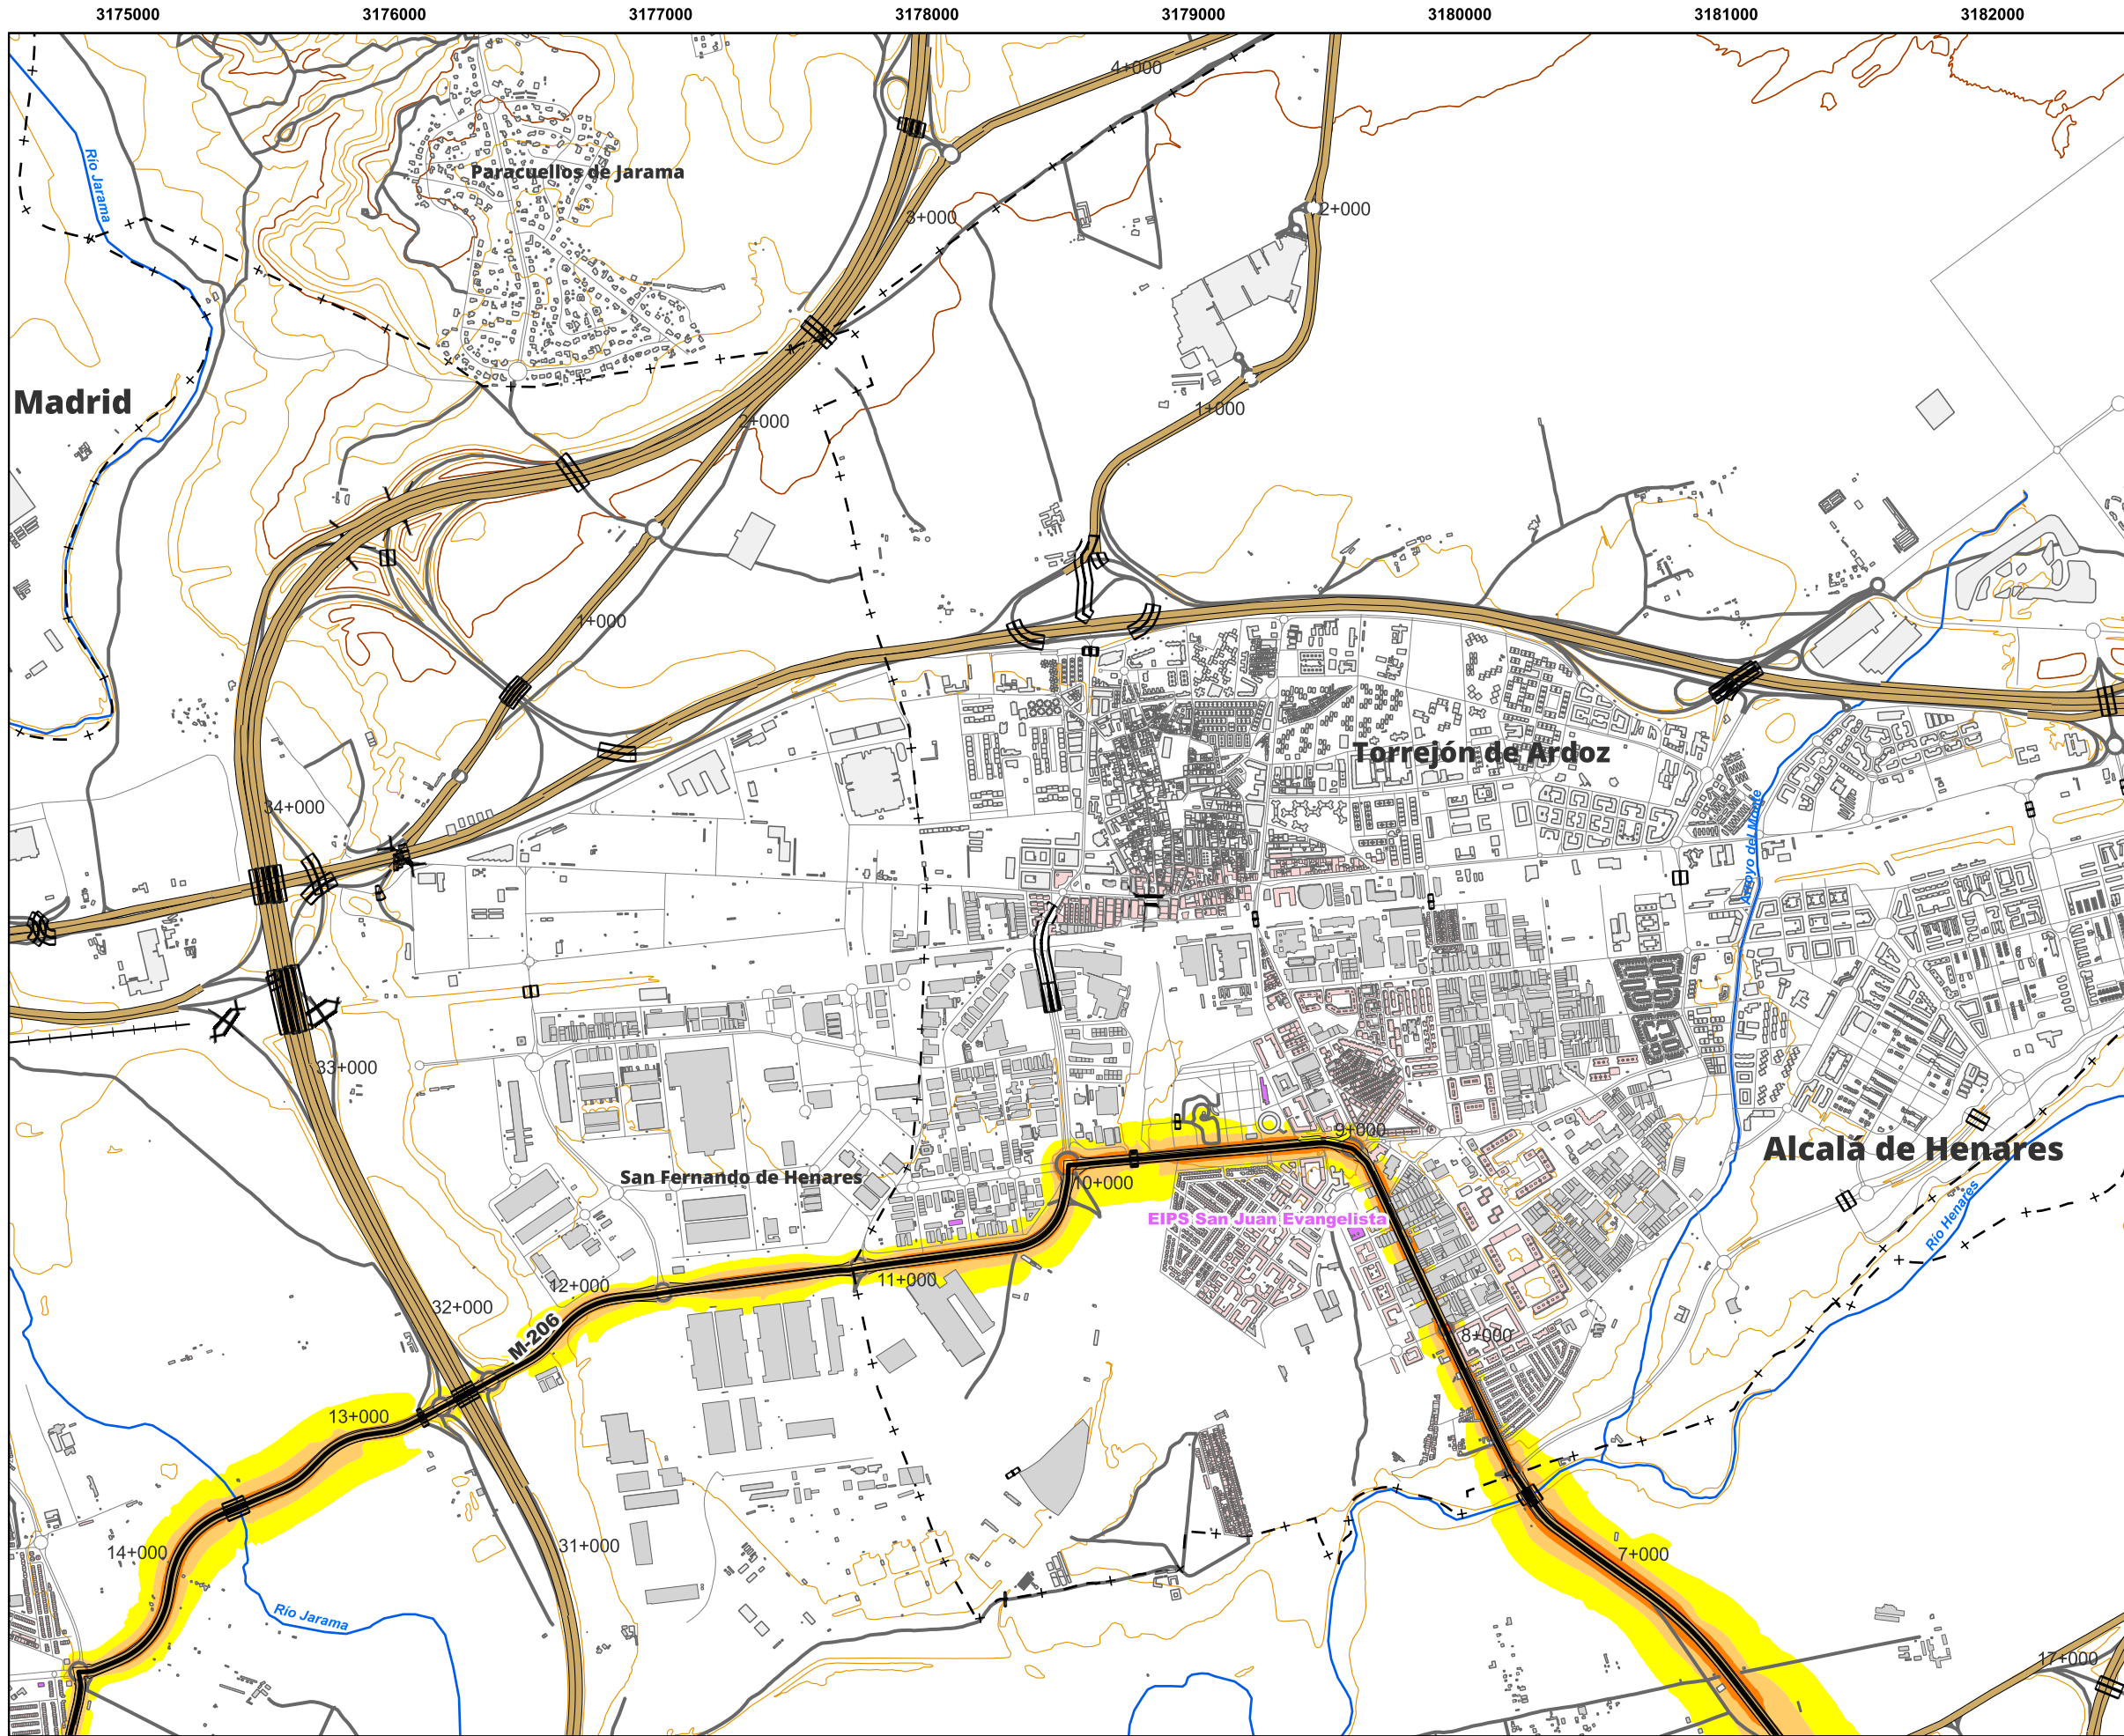 3175000 3176000 3177000 3178000 3179000 3180000 3181000 3182000
4+000
Río Jarama
Paracuellos de Jarama
3+000
2+000
Madrid
1+000
2+000
1+000
Torrejón de Ardoz
34+000
Arroyo del Monte
33+000
9+000
Alcalá de Henares
San Fernando de Henares
10+000
EIPS San Juan Evangelista
Río Henares
11+000
12+000
32+000
M-206
8+000
13+000
31+000
14+000
7+000
Río Jarama
17+000